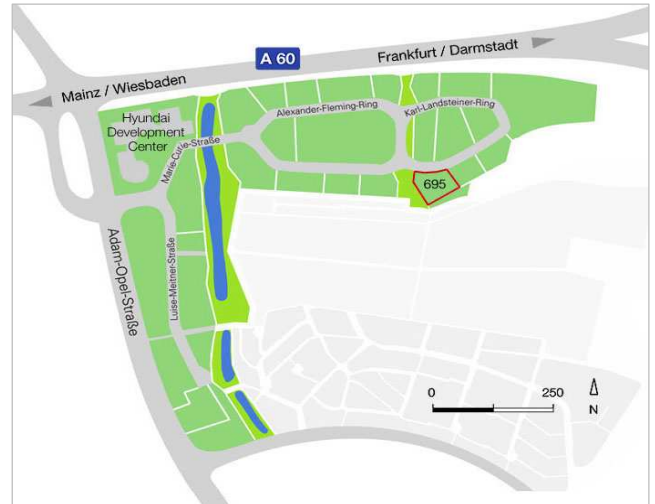 A 60
Frankfurt / Darmstadt
Mainz / Wiesbaden
Hyundai
Development
Center
Alexander-Fleming-Ring
Karl-Landsteiner-Ring
Marie-Curie-Straße
695
Luise-Meitner-Straße
Adam-Opel-Straße
0
250
N